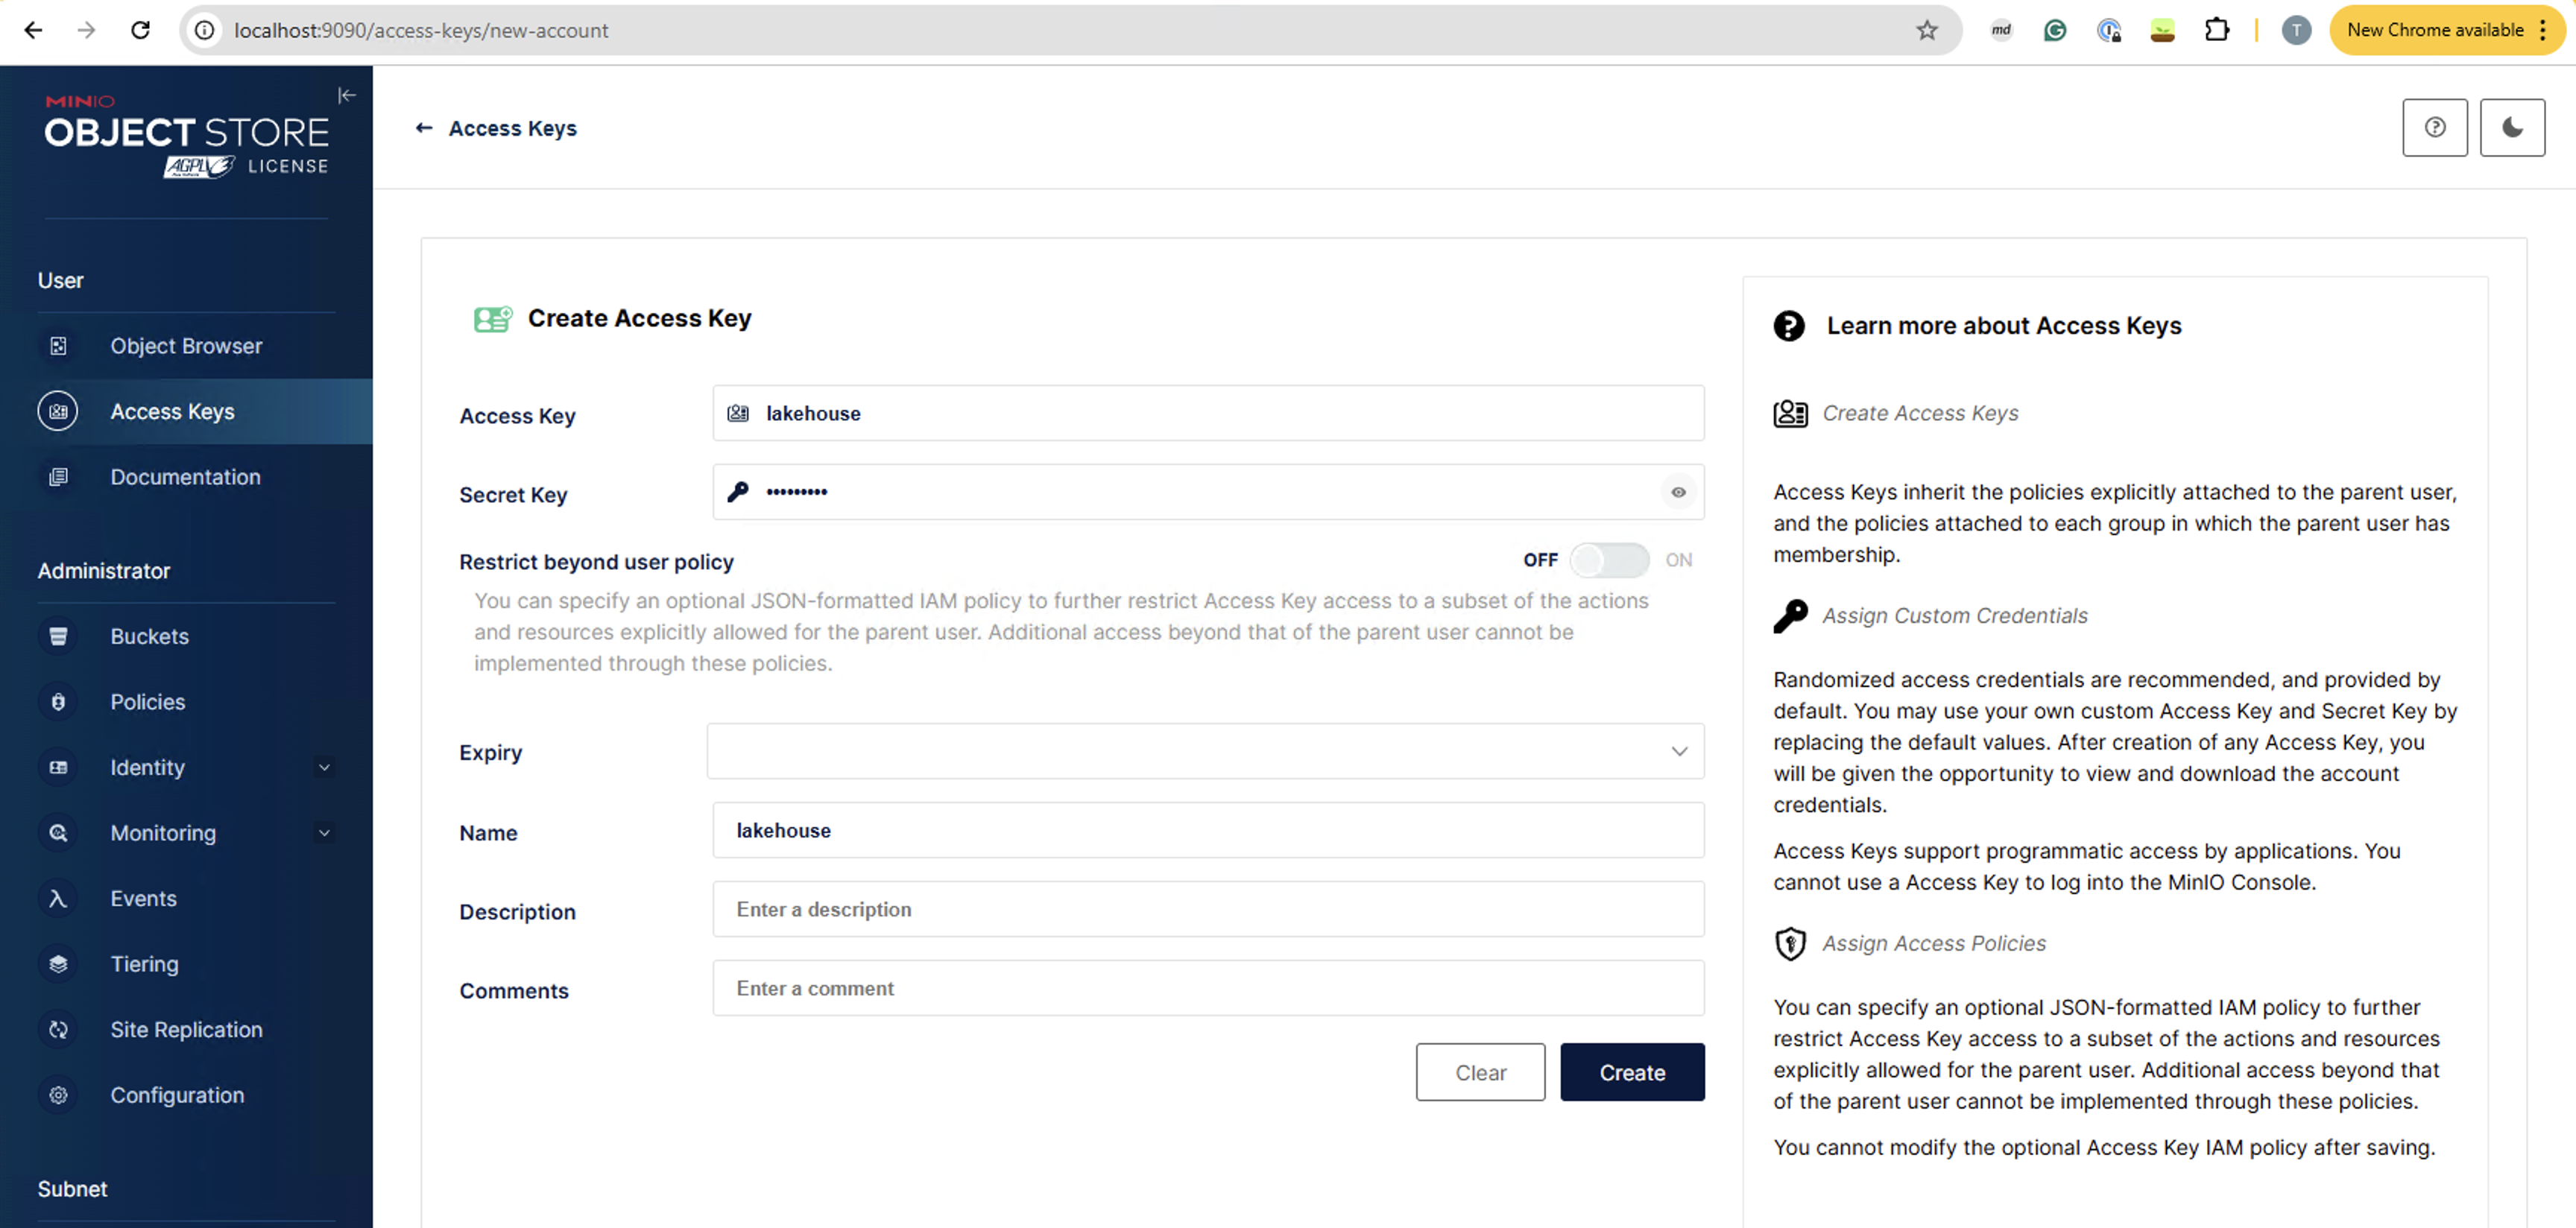 localhost:9090/access-keys/new-account
md
T
New Chrome available
MINIO
OBJECT STORE
AGPLV3 LICENSE
User
Object Browser
Access Keys
Documentation
Administrator
Buckets
Policies
Identity
Monitoring
Events
Tiering
Site Replication
Configuration
Subnet
Access Keys
Create Access Key
Access Key
lakehouse
Secret Key
•••••••••
Restrict beyond user policy
OFF
ON
You can specify an optional JSON-formatted IAM policy to further restrict Access Key access to a subset of the actions
and resources explicitly allowed for the parent user. Additional access beyond that of the parent user cannot be
implemented through these policies.
Expiry
Name
lakehouse
Description
Enter a description
Comments
Enter a comment
Clear
Create
Learn more about Access Keys
Create Access Keys
Access Keys inherit the policies explicitly attached to the parent user,
and the policies attached to each group in which the parent user has
membership.
Assign Custom Credentials
Randomized access credentials are recommended, and provided by
default. You may use your own custom Access Key and Secret Key by
replacing the default values. After creation of any Access Key, you
will be given the opportunity to view and download the account
credentials.
Access Keys support programmatic access by applications. You
cannot use a Access Key to log into the MinIO Console.
Assign Access Policies
You can specify an optional JSON-formatted IAM policy to further
restrict Access Key access to a subset of the actions and resources
explicitly allowed for the parent user. Additional access beyond that
of the parent user cannot be implemented through these policies.
You cannot modify the optional Access Key IAM policy after saving.